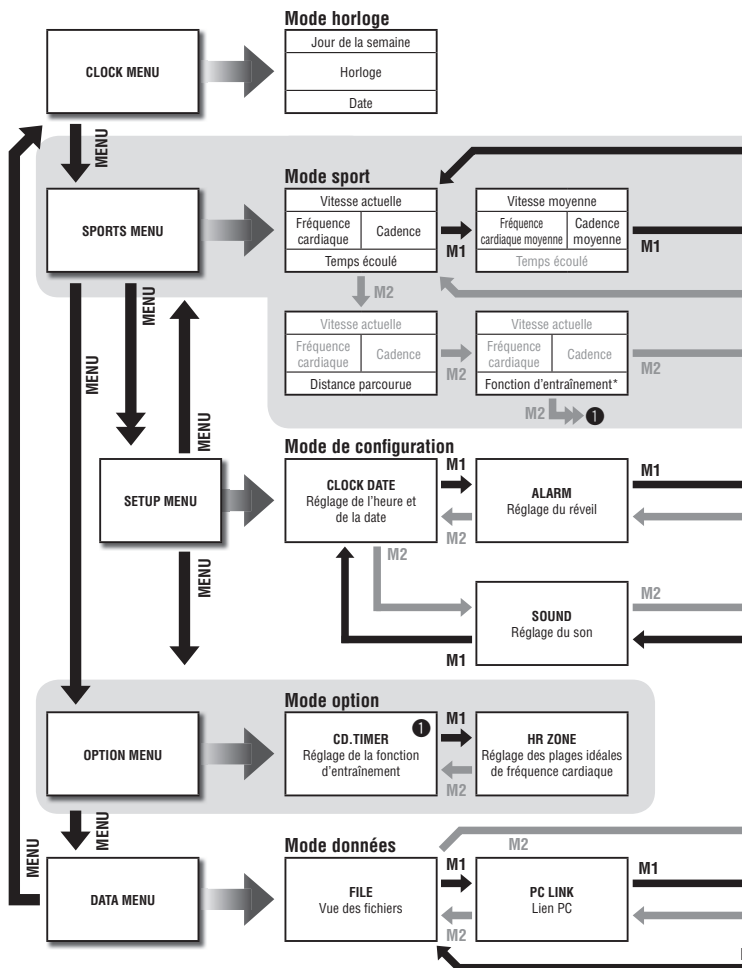 Mode horloge
CLOCK MENU
Jour de la semaine
Horloge
Date
MENU
Mode sport
SPORTS MENU
Vitesse actuelle
Fréquence
cardiaque
Cadence
Temps écoulé
M1
Vitesse moyenne
Fréquence
cardiaque moyenne
Cadence
moyenne
Temps écoulé
M1
M2
MENU
MENU
MENU
Vitesse actuelle
Fréquence
cardiaque
Cadence
Distance parcourue
M2
Vitesse actuelle
Fréquence
cardiaque
Cadence
Fonction d'entraînement*
M2
M2
❶
Mode de configuration
SETUP MENU
CLOCK DATE
Réglage de l'heure et
de la date
M1
M2
ALARM
Réglage du réveil
M1
M2
MENU
SOUND
Réglage du son
M2
M1
Mode option
OPTION MENU
CD.TIMER
❶
Réglage de la fonction
d'entraînement
M1
M2
HR ZONE
Réglage des plages idéales
de fréquence cardiaque
MENU
MENU
Mode données
DATA MENU
FILE
Vue des fichiers
M1
M2
M2
PC LINK
Lien PC
M1